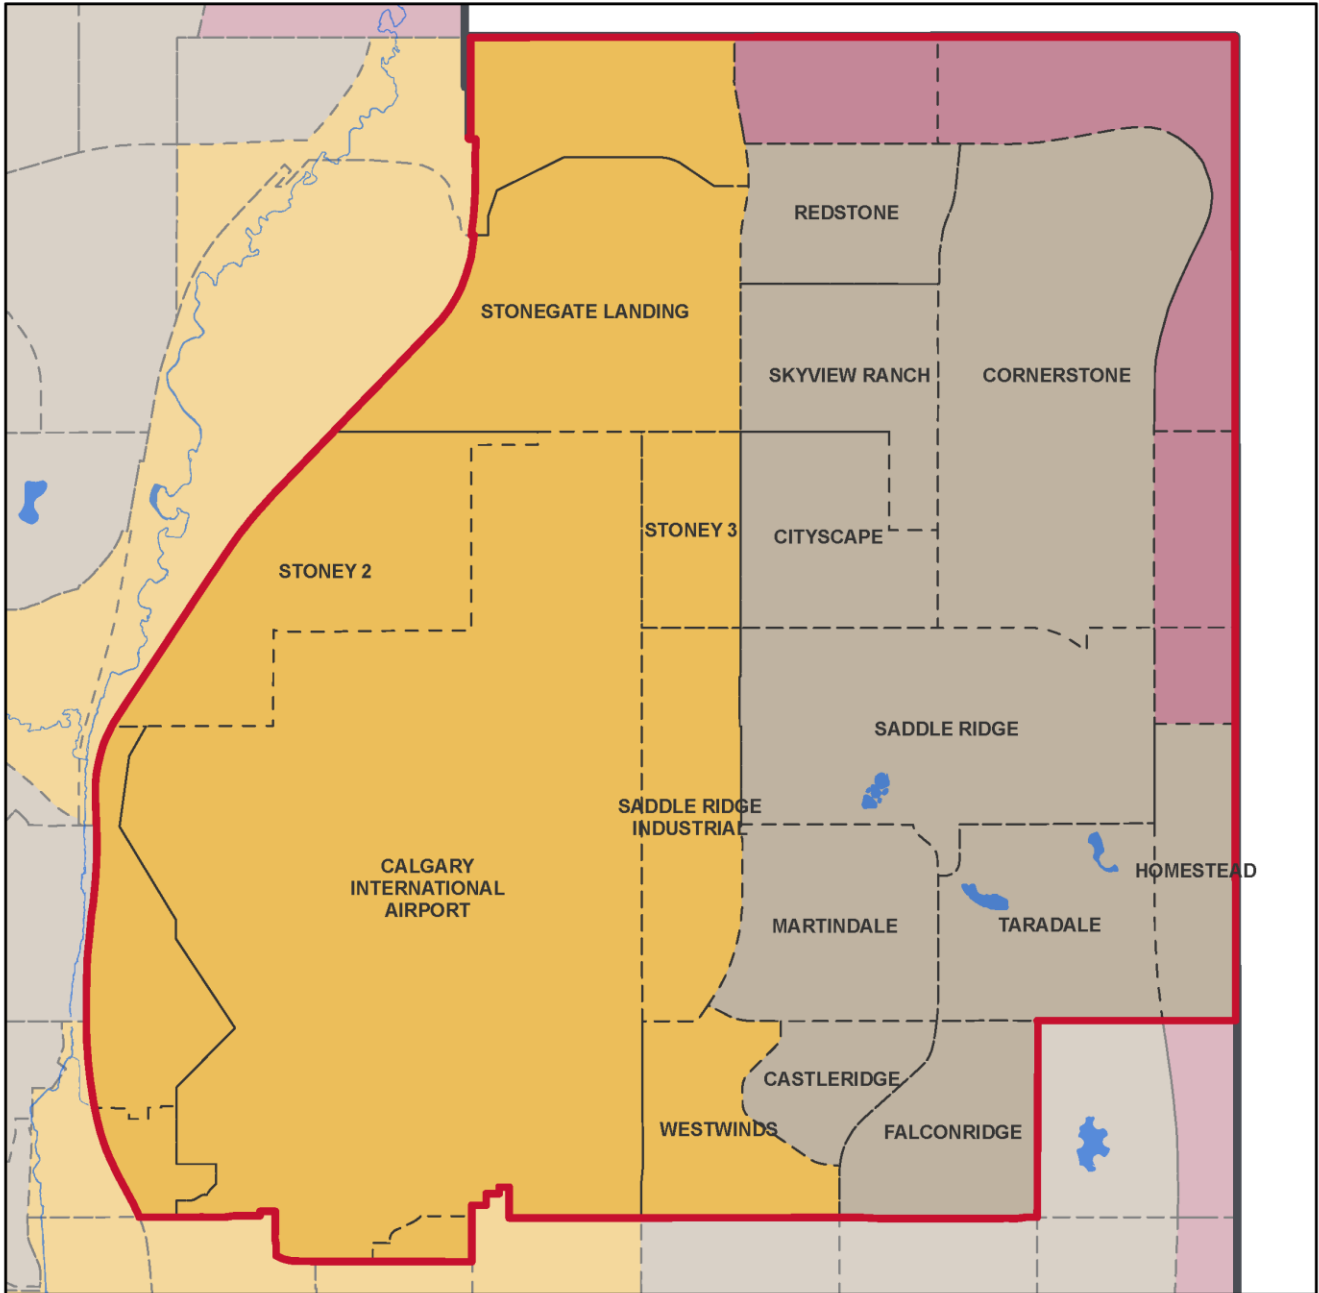 REDSTONE
STONEGATE LANDING
SKYVIEW RANCH
CORNERSTONE
STONEY 3
CITYSCAPE
STONEY 2
SADDLE RIDGE
SADDLE RIDGE
INDUSTRIAL
CALGARY
INTERNATIONAL
AIRPORT
HOMESTEAD
MARTINDALE
TARADALE
CASTLERIDGE
WESTWINDS
FALCONRIDGE